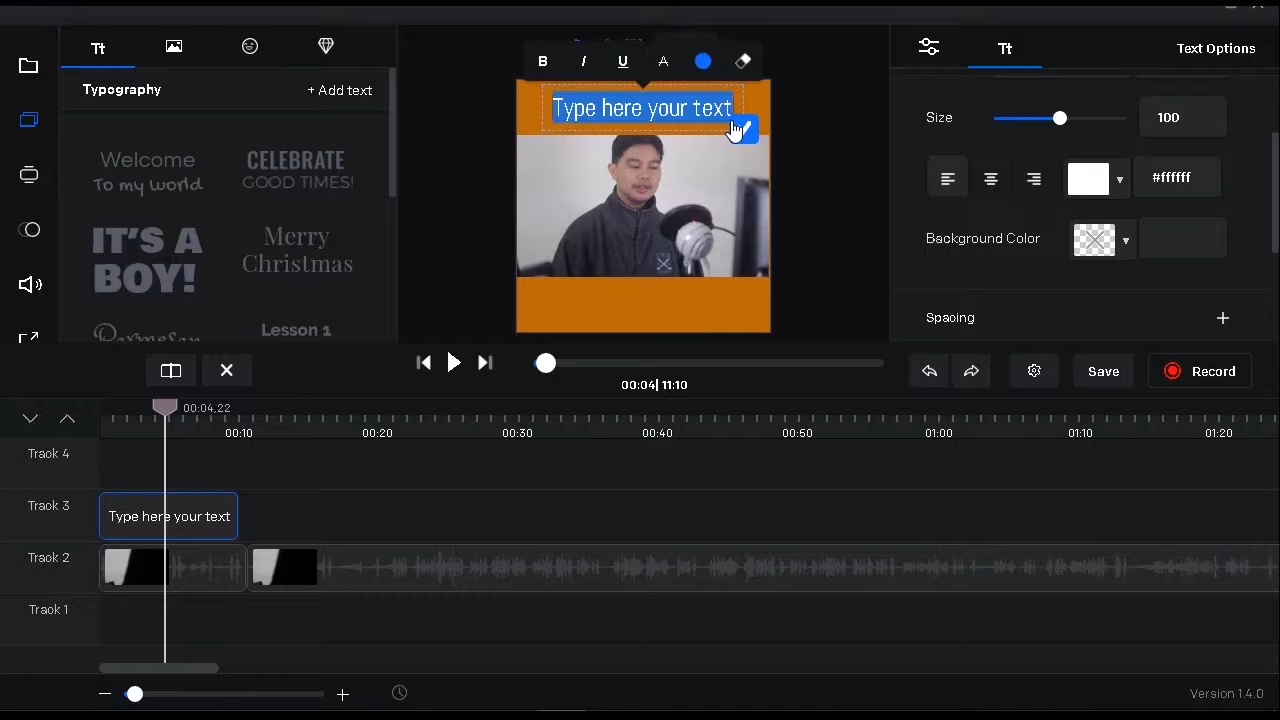 Tt
Typography
+ Add text
Welcome
To my world
CELEBRATE
GOOD TIMES!
IT'S A
BOY!
Merry
Christmas
Parmesan
Lesson 1
B I U A
Type here your text
Tt
Text Options
Size
100
#ffffff
Background Color
Spacing
+
00:04| 11:10
Save
Record
00:04,22
00:10
00:20
00:30
00:40
00:50
01:00
01:10
01:20
Track 4
Track 3
Type here your text
Track 2
Track 1
Version 1.4.0